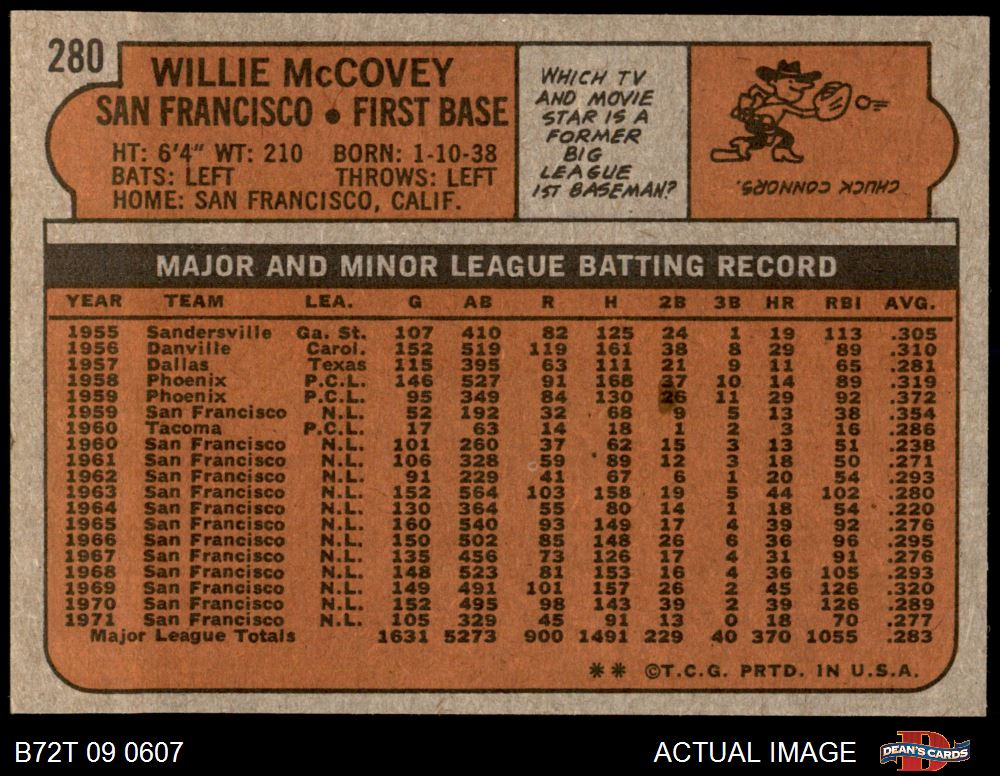 280
WILLIE McCOVEY
SAN FRANCISCO • FIRST BASE
HT: 6'4" WT: 210 BORN: 1-10-38
BATS: LEFT THROWS: LEFT
HOME: SAN FRANCISCO, CALIF.
WHICH TV
AND MOVIE
STAR IS A
FORMER
BIG
LEAGUE
1ST BASEMAN?
CHUCK CONNORS.
MAJOR AND MINOR LEAGUE BATTING RECORD
YEAR TEAM LEA. G AB R H 2B 3B HR RBI AVG.
1955 Sandersville Ga. St. 107 410 82 125 24 1 19 113 .305
1956 Danville Carol. 152 519 119 161 38 8 29 89 .310
1957 Dallas Texas 115 395 63 111 21 9 11 65 .281
1958 Phoenix P.C.L. 146 527 91 168 37 10 14 89 .319
1959 Phoenix P.C.L. 95 349 84 130 26 11 29 92 .372
1959 San Francisco N.L. 52 192 32 68 9 5 13 38 .354
1960 Tacoma P.C.L. 17 63 14 18 1 2 3 16 .286
1960 San Francisco N.L. 101 260 37 62 15 3 13 51 .238
1961 San Francisco N.L. 106 328 59 89 12 3 18 50 .271
1962 San Francisco N.L. 91 229 41 67 6 1 20 54 .293
1963 San Francisco N.L. 152 564 103 158 19 5 44 102 .280
1964 San Francisco N.L. 130 364 55 80 14 1 18 54 .220
1965 San Francisco N.L. 160 540 93 149 17 4 39 92 .276
1966 San Francisco N.L. 150 502 85 148 26 6 36 96 .295
1967 San Francisco N.L. 135 456 73 126 17 4 31 91 .276
1968 San Francisco N.L. 148 523 81 153 16 4 36 105 .293
1969 San Francisco N.L. 149 491 101 157 26 2 45 126 .320
1970 San Francisco N.L. 152 495 98 143 39 2 39 126 .289
1971 San Francisco N.L. 105 329 45 91 13 0 18 70 .277
Major League Totals 1631 5273 900 1491 229 40 370 1055 .283
** ©T.C.G. PRTD. IN U.S.A.
B72T 09 0607
ACTUAL IMAGE
DEAN'S CARDS